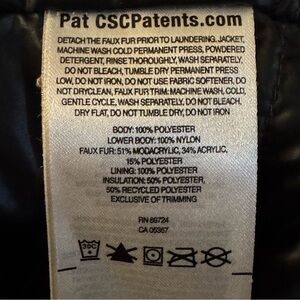 Pat CSCPatents.com
DETACH THE FAUX FUR PRIOR TO LAUNDERING. JACKET,
MACHINE WASH COLD PERMANENT PRESS, POWDERED
DETERGENT, RINSE THOROUGHLY, WASH SEPARATELY,
DO NOT BLEACH, TUMBLE DRY PERMANENT PRESS
LOW, DO NOT IRON, DO NOT USE FABRIC SOFTENER, DO
NOT DRYCLEAN, FAUX FUR TRIM: MACHINE WASH, COLD,
GENTLE CYCLE, WASH SEPARATELY, DO NOT BLEACH,
DRY FLAT, DO NOT TUMBLE DRY, DO NOT IRON
BODY: 100% POLYESTER
LOWER BODY: 100% NYLON
FAUX FUR: 51% MODACRYLIC, 34% ACRYLIC,
15% POLYESTER
LINING: 100% POLYESTER
INSULATION: 50% POLYESTER,
50% RECYCLED POLYESTER
EXCLUSIVE OF TRIMMING
RN 69724
CA 05367
30C